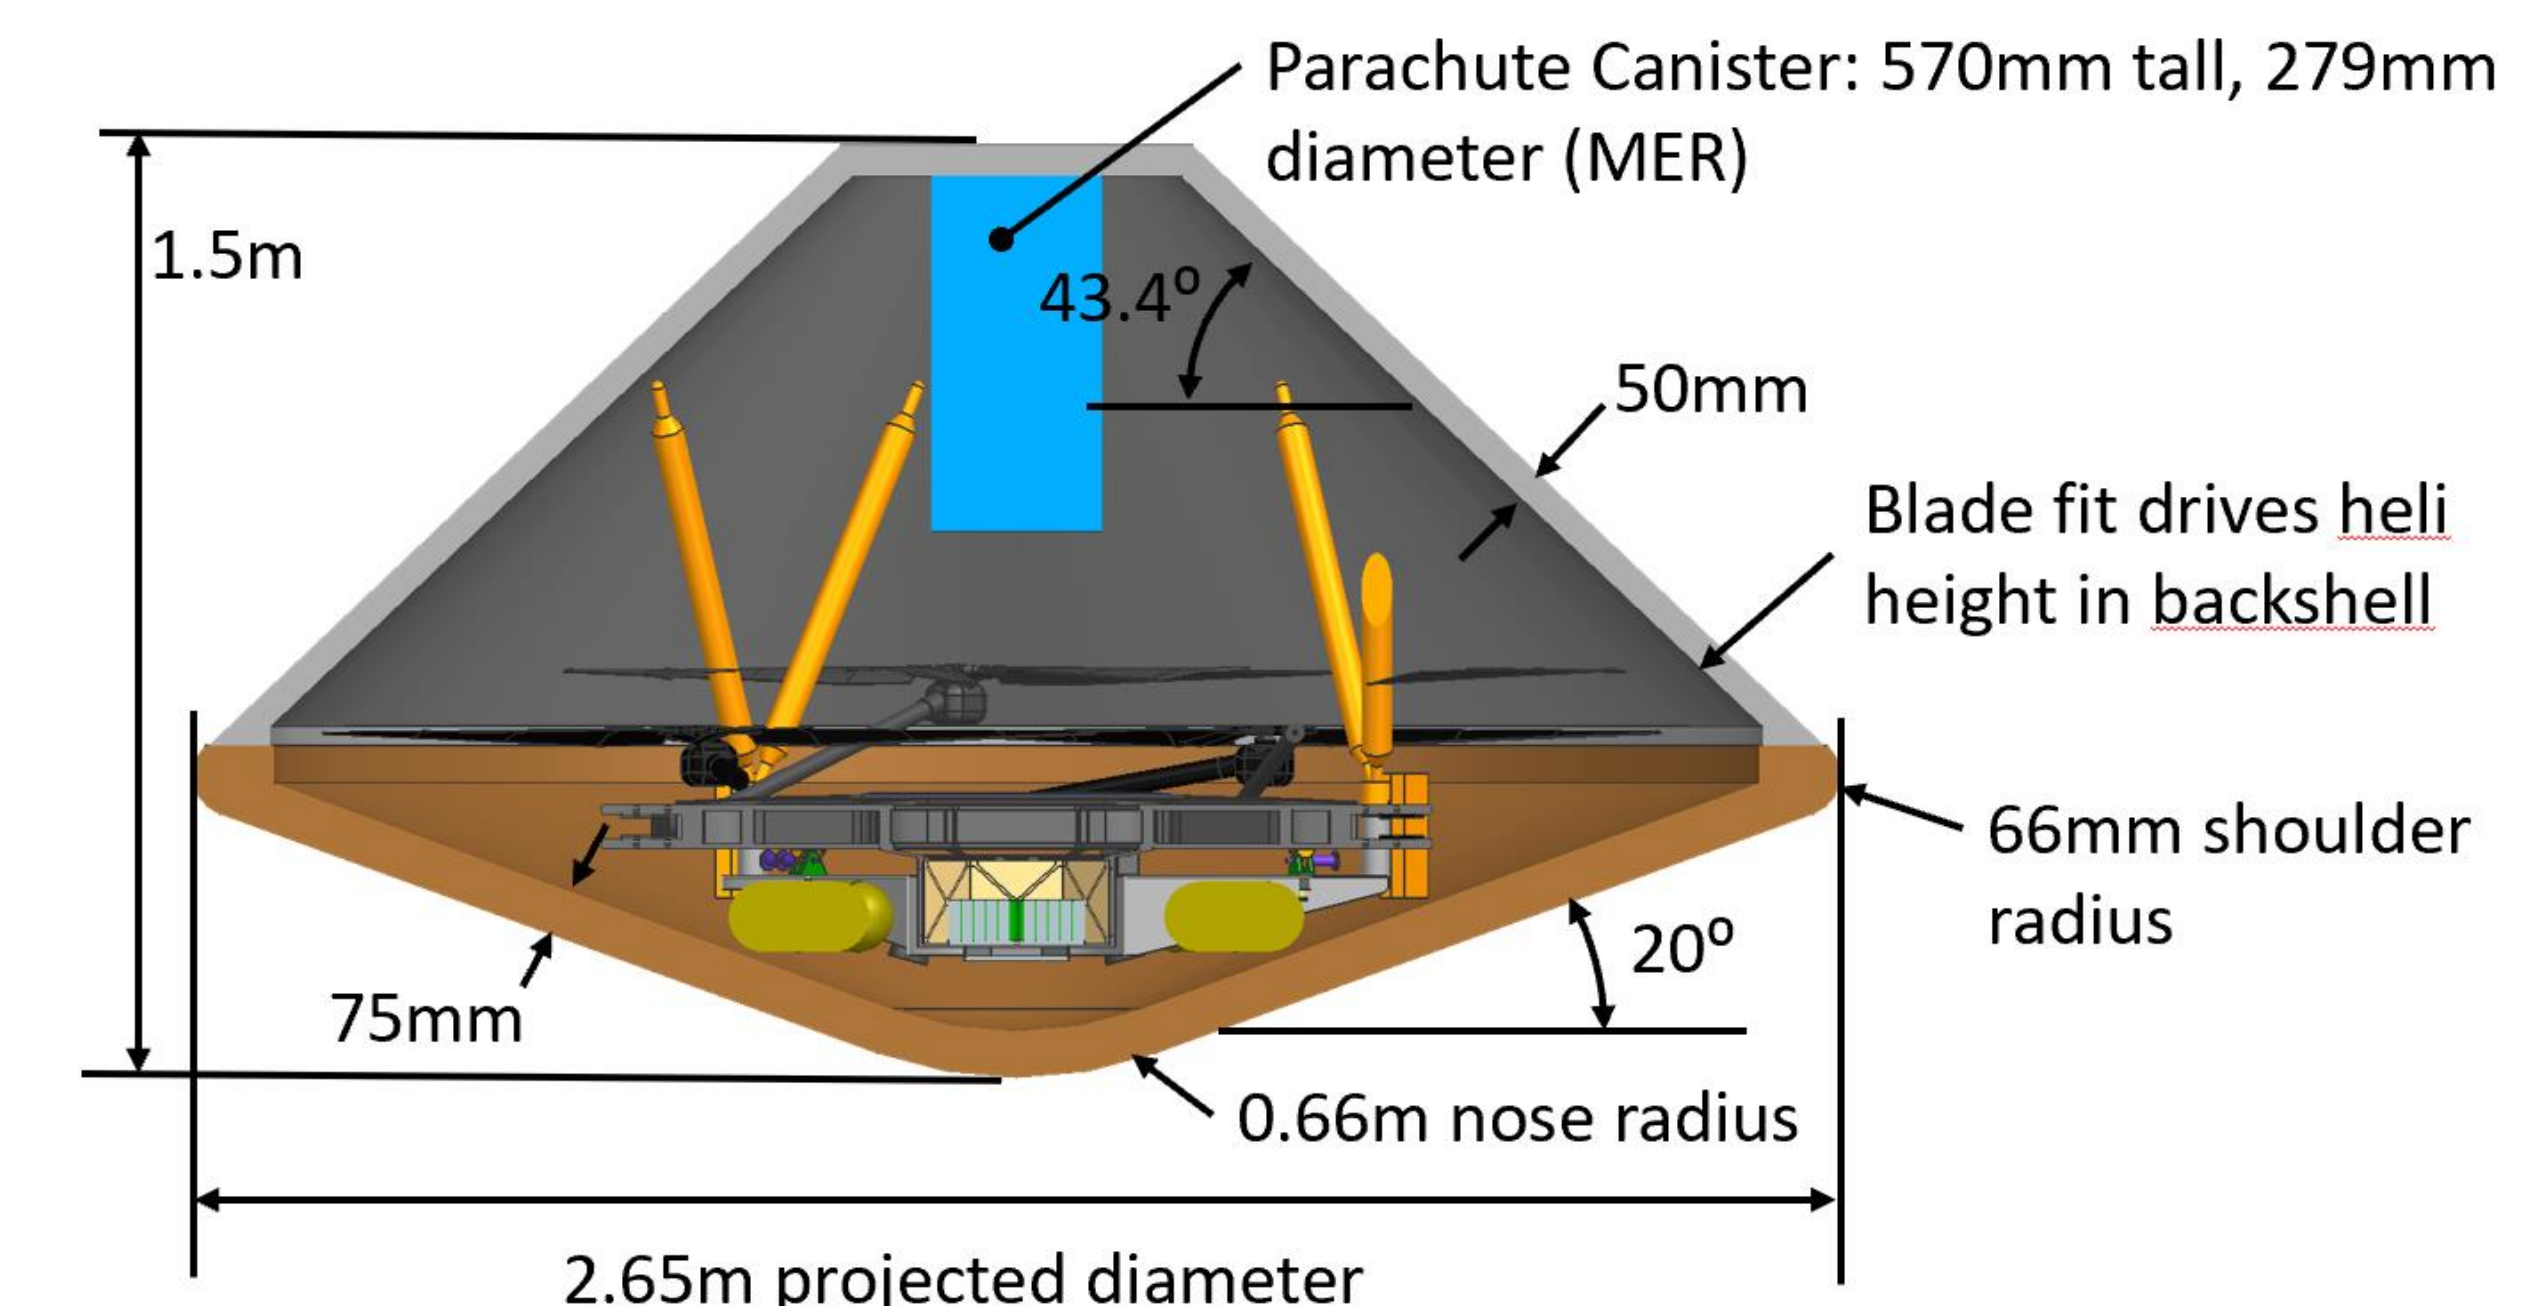 Parachute Canister: 570mm tall, 279mm
diameter (MER)
1.5m
43.4º
50mm
Blade fit drives heli
height in backshell
66mm shoulder
radius
20º
75mm
0.66m nose radius
2.65m projected diameter